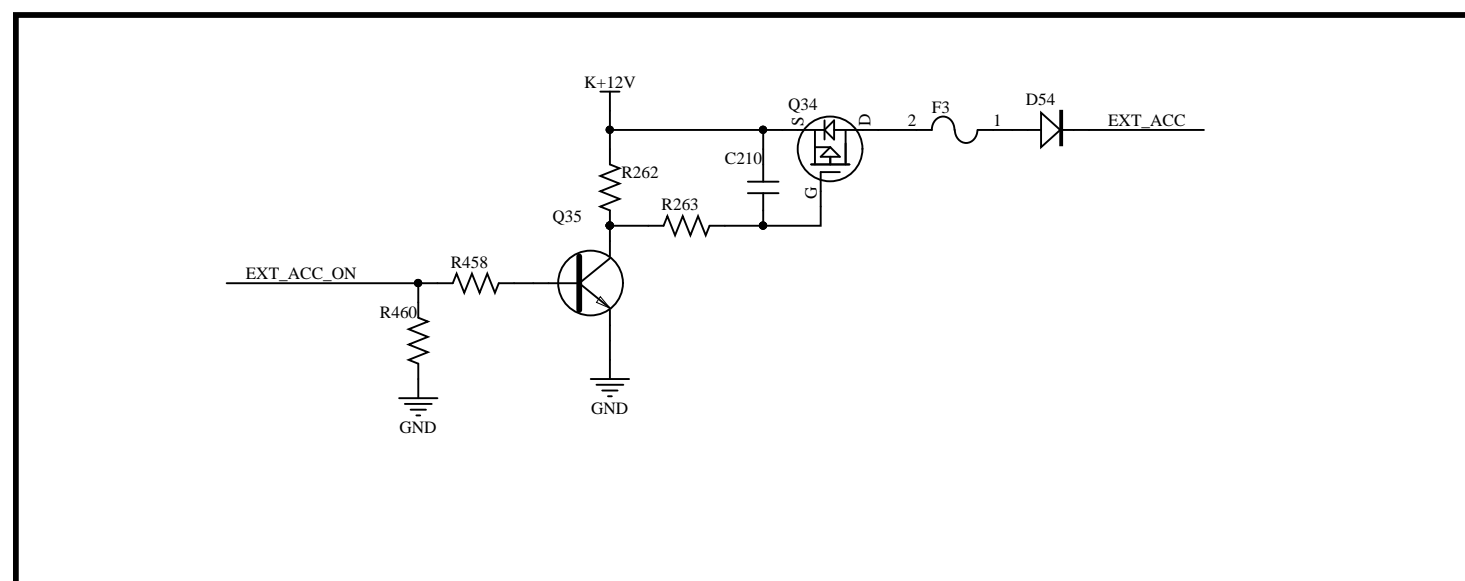 K+12V
Q34
S
D
2
F3
1
D54
EXT_ACC
C210
R262
G
Q35
R263
EXT_ACC_ON
R458
R460
GND
GND